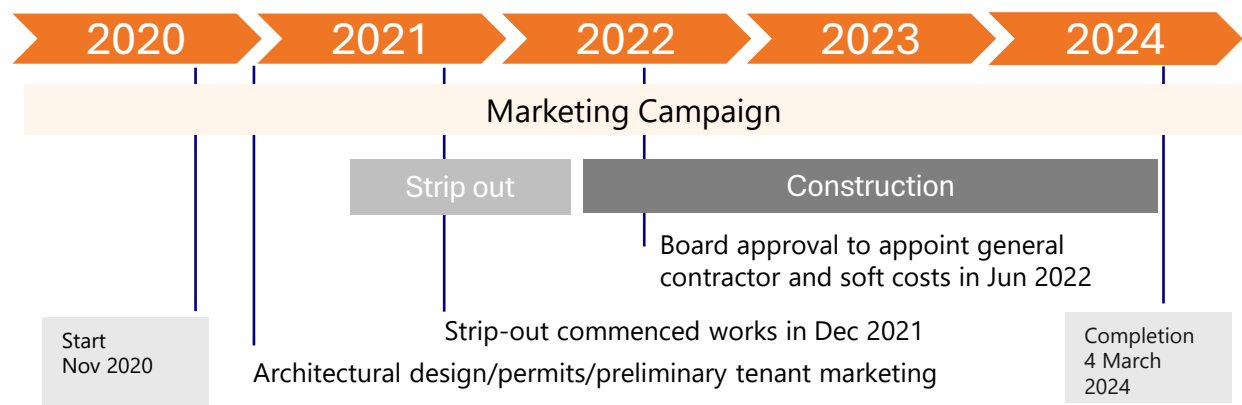 2020
2021
2022
2023
2024
Marketing Campaign
Strip out
Construction
Board approval to appoint general
contractor and soft costs in Jun 2022
Strip-out commenced works in Dec 2021
Architectural design/permits/preliminary tenant marketing
Start
Nov 2020
Completion
4 March
2024